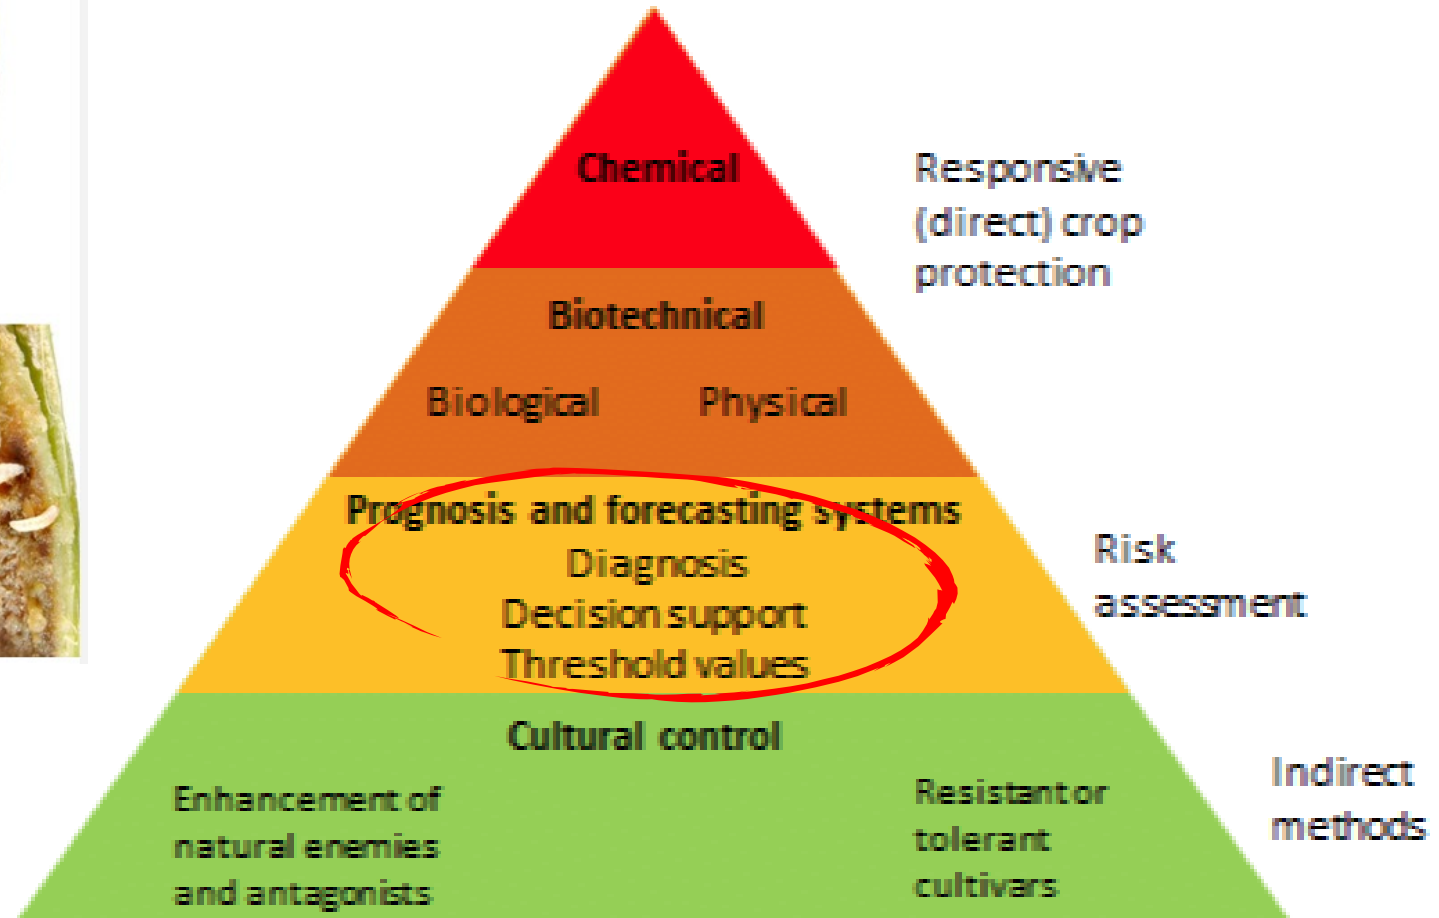 Chemical
Responsive
(direct) crop
protection
Biotechnical
Biological Physical
Prognosis and forecasting systems
Diagnosis
Decision support
Threshold values
Risk
assessment
Cultural control
Enhancement of
natural enemies
and antagonists
Resistant or
tolerant
cultivars
Indirect
methods